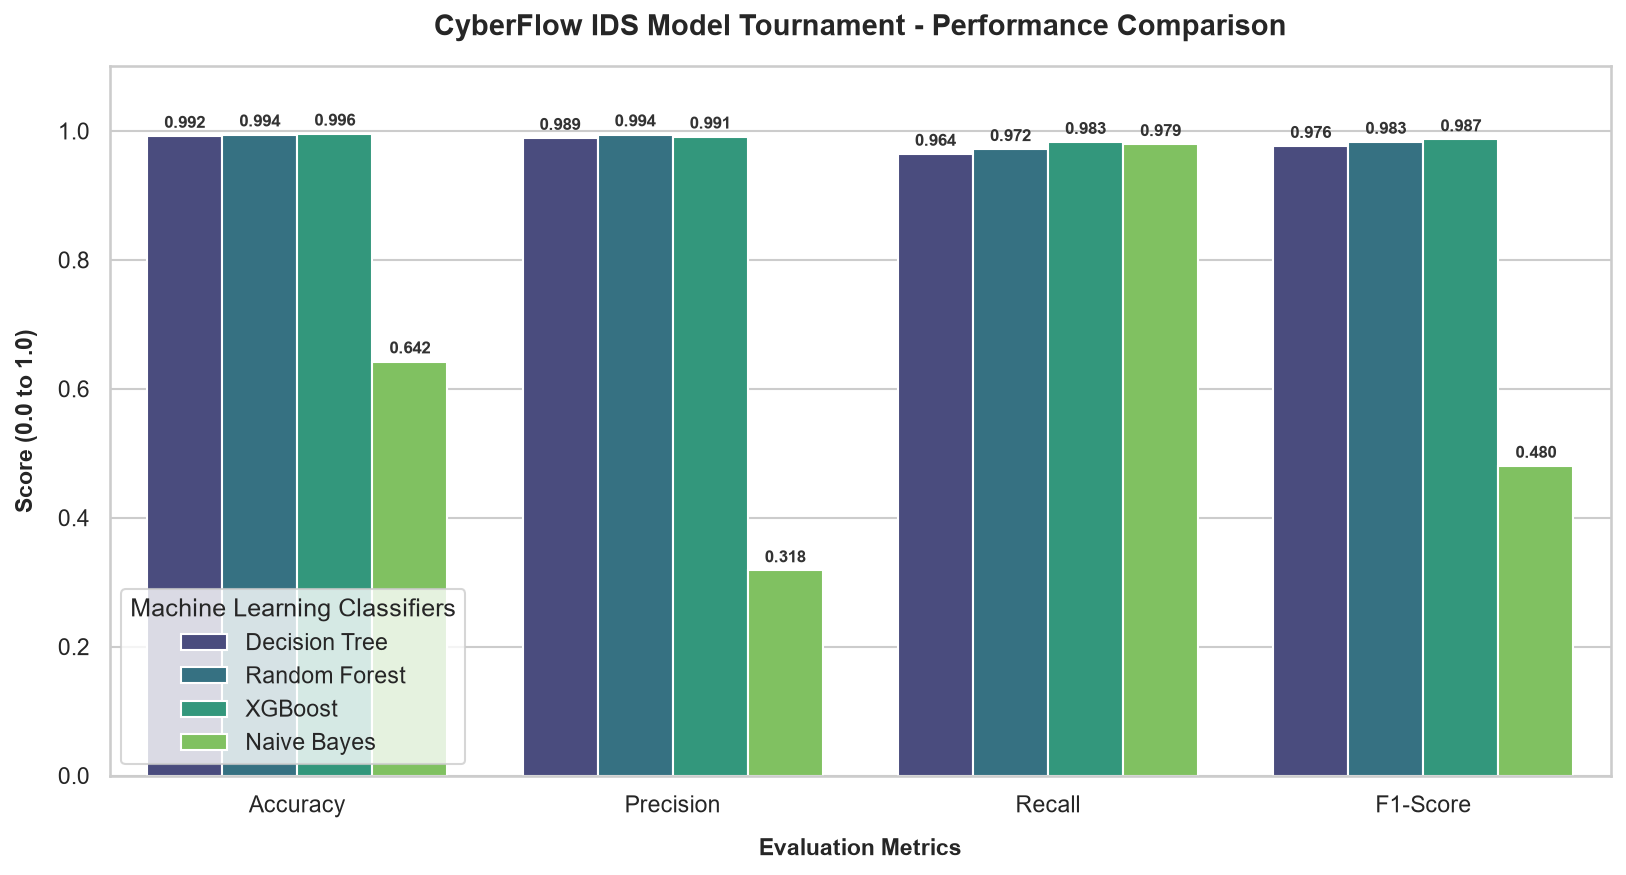 CyberFlow IDS Model Tournament - Performance Comparison
Score (0.0 to 1.0)
1.0
0.8
0.6
0.4
0.2
0.0
0.992
0.994
0.996
0.642
0.989
0.994
0.991
0.318
0.964
0.972
0.983
0.979
0.976
0.983
0.987
0.480
Machine Learning Classifiers
Decision Tree
Random Forest
XGBoost
Naive Bayes
Accuracy
Precision
Recall
F1-Score
Evaluation Metrics